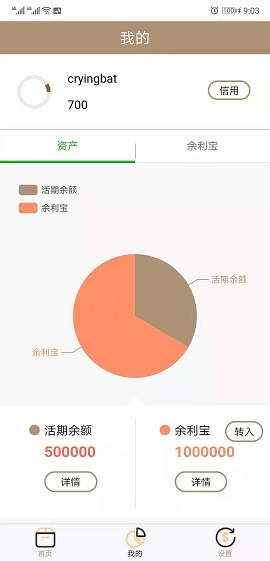 9:03
我的
cryingbat
700
信用
资产
余利宝
活期余额
余利宝
活期余额
余利宝
活期余额
500000
详情
余利宝
转入
1000000
详情
首页
我的
设置